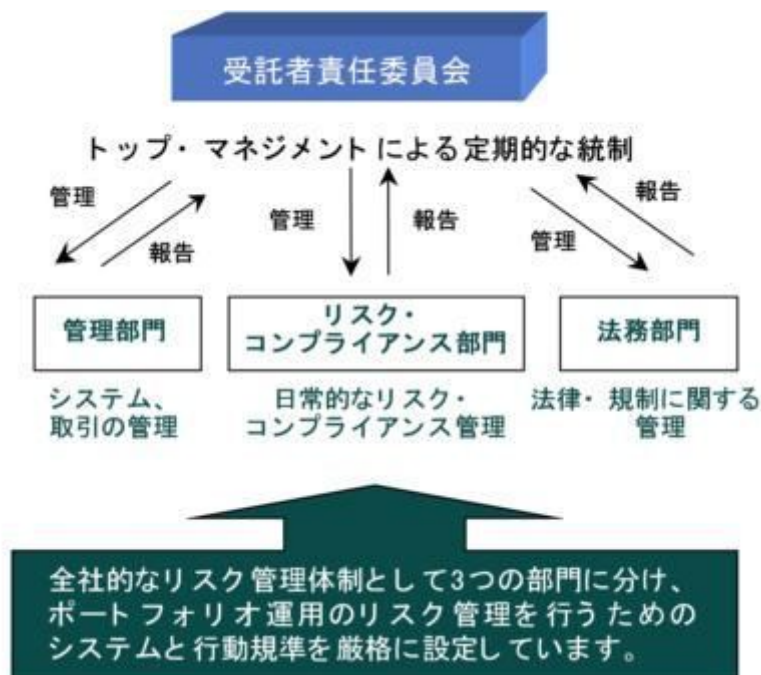 受託者責任委員会
トップ・マネジメントによる定期的な統制
管理
報告
管理
報告
管理
報告
管理部門
リスク・
コンプライアンス部門
法務部門
システム、
取引の管理
日常的なリスク・
コンプライアンス管理
法律・規制に関する
管理
全社的なリスク管理体制として3つの部門に分け、
ポートフォリオ運用のリスク管理を行うための
システムと行動規準を厳格に設定しています。